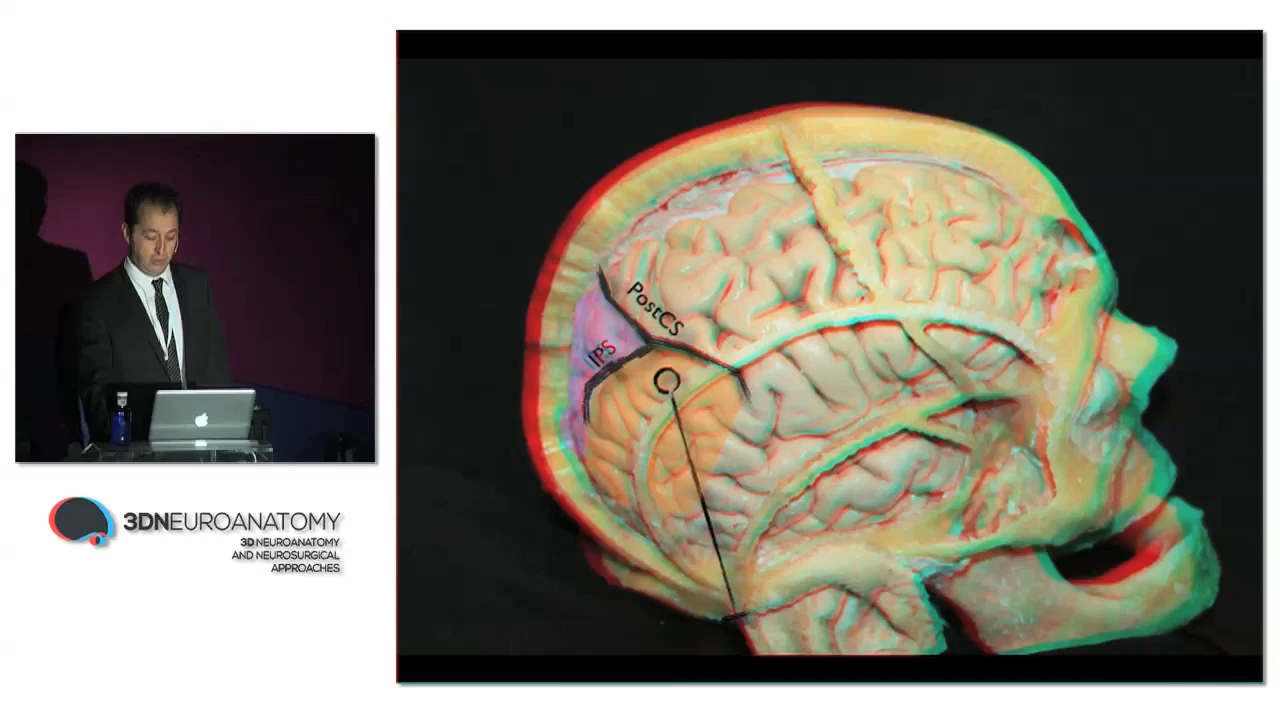 PostCS
IPS
3DNEUROANATOMY
3D NEUROANATOMY
AND NEUROSURGICAL
APPROACHES